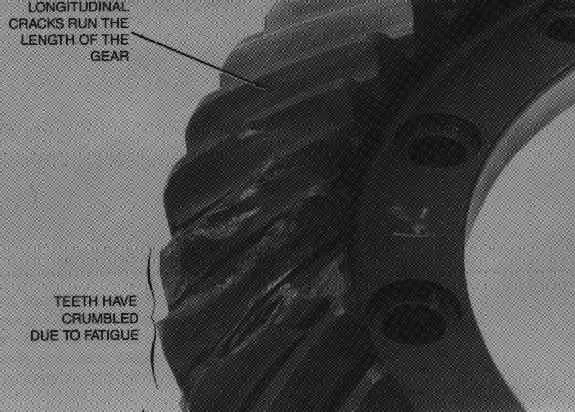 LONGITUDINAL
CRACKS RUN THE
LENGTH OF THE
GEAR
K
TEETH HAVE
CRUMBLED
DUE TO FATIGUE